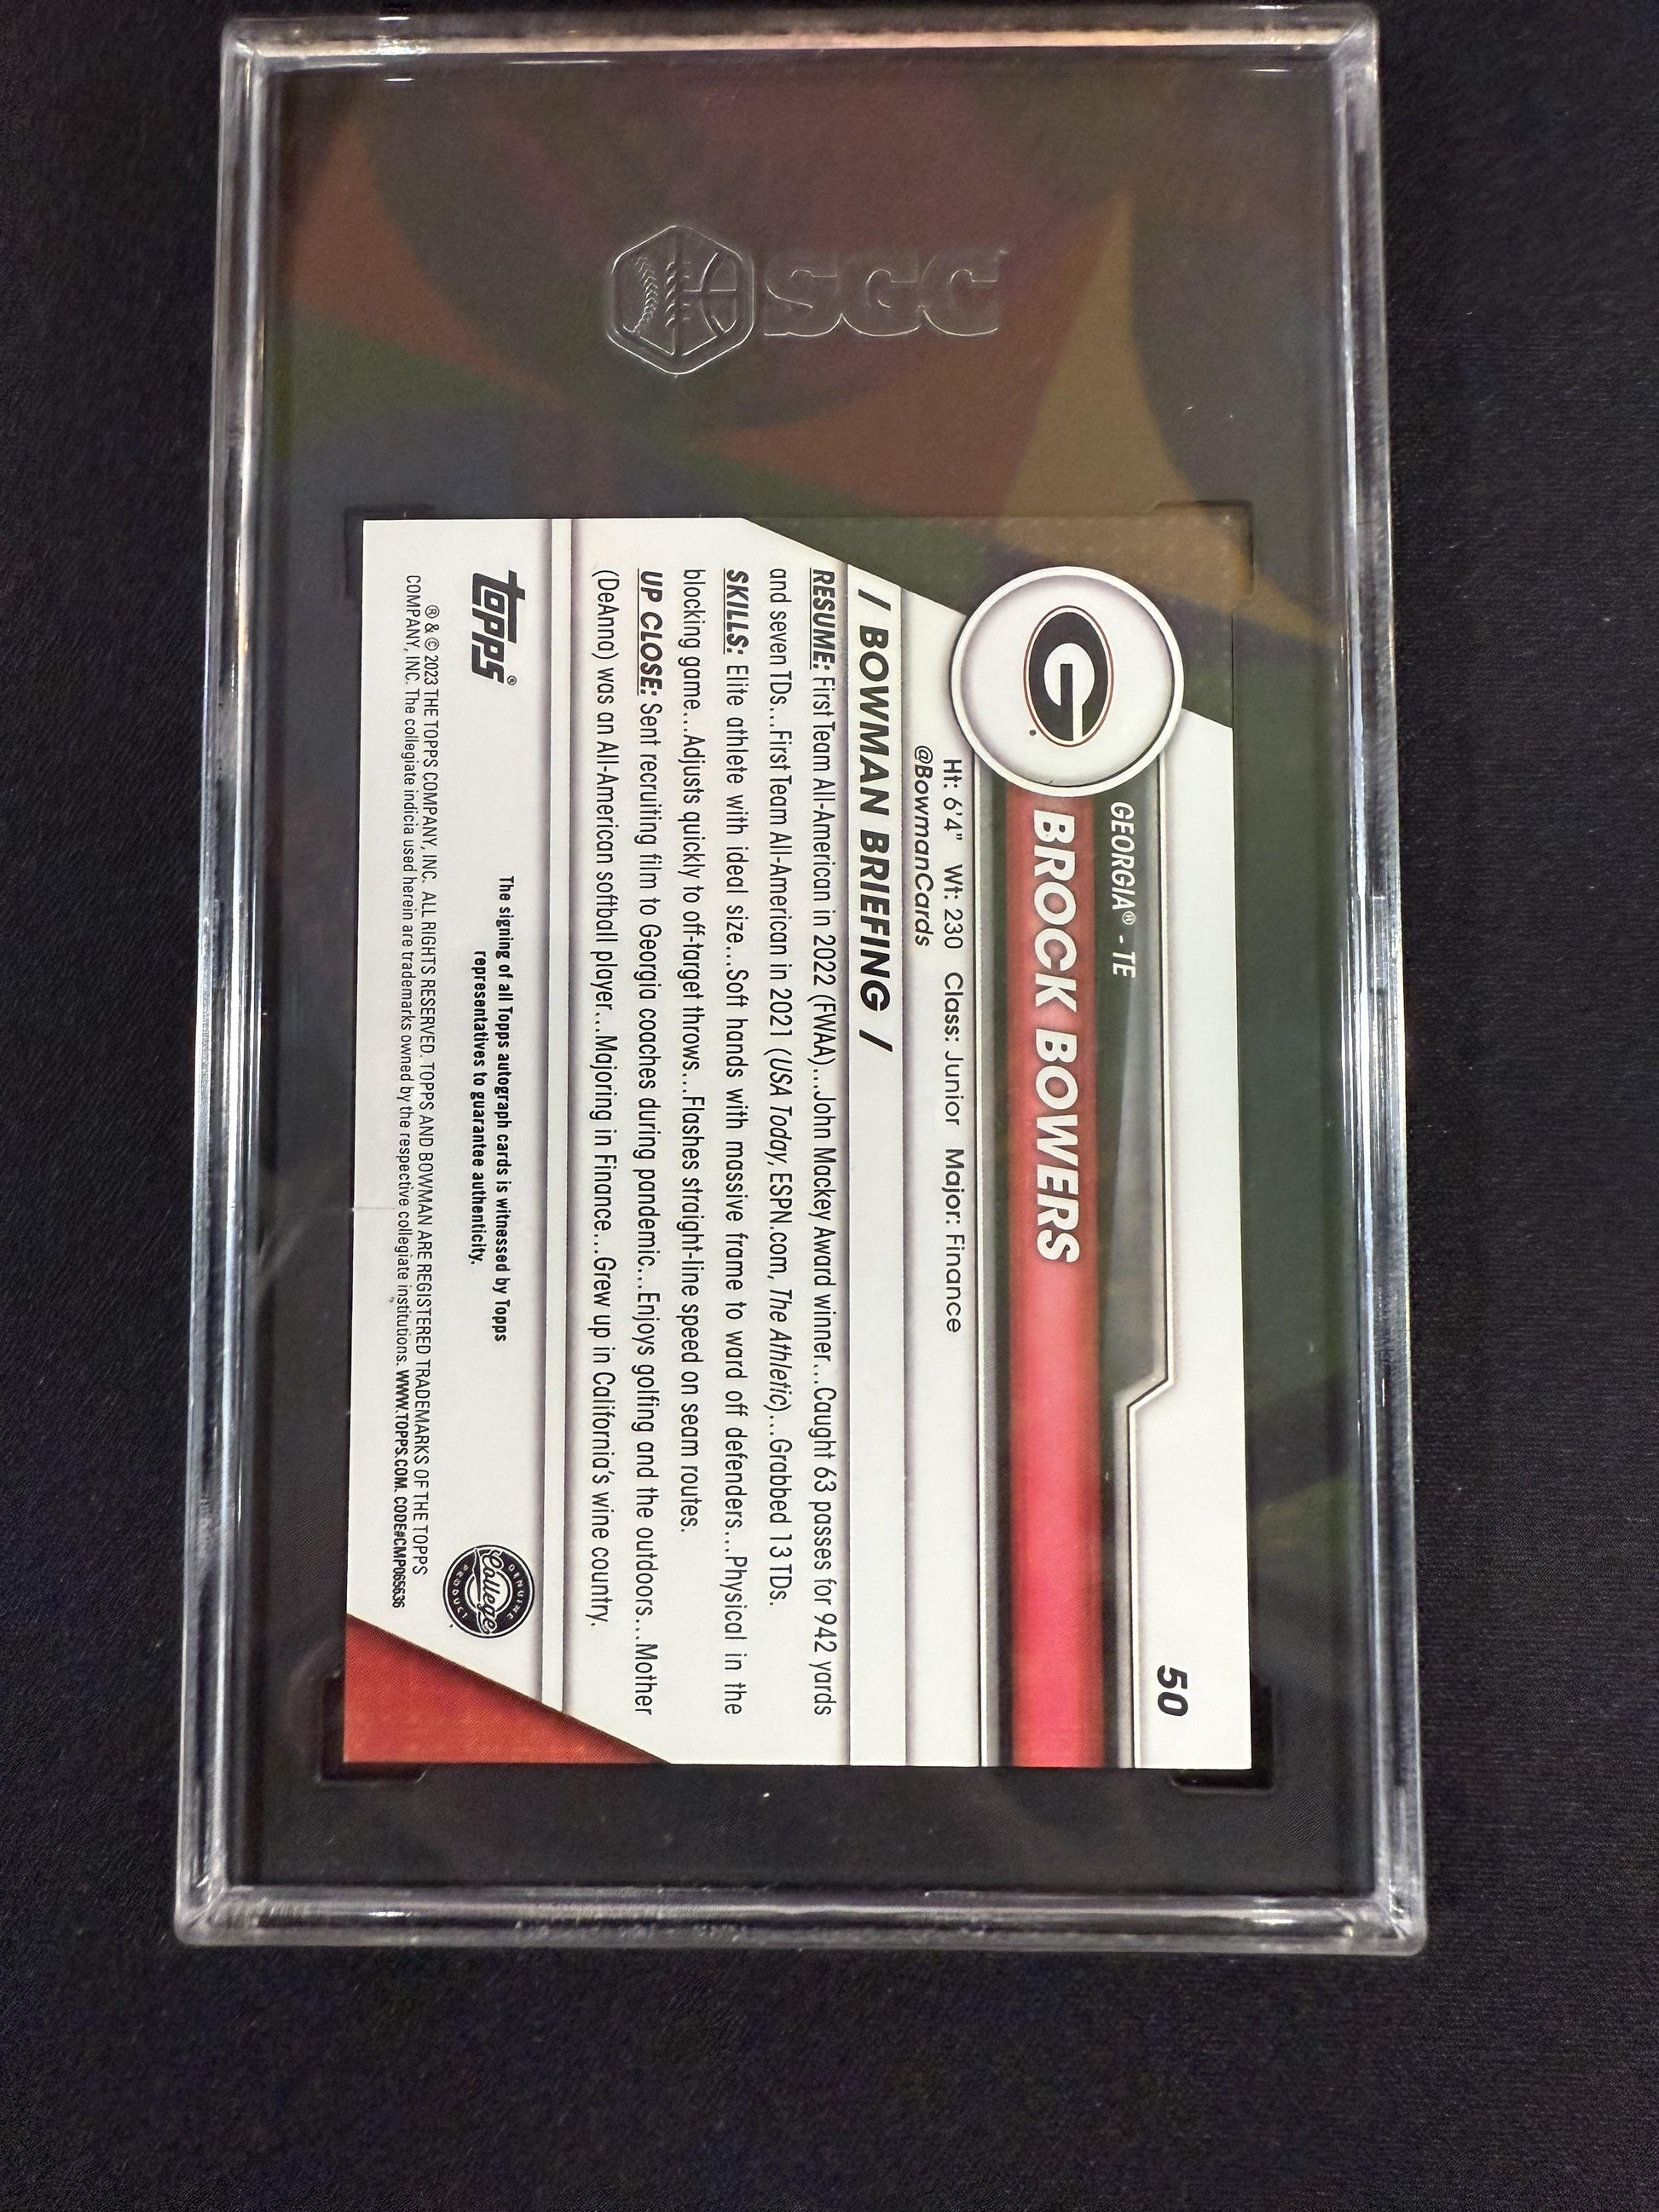 SGC
50
GEORGIA® - TE
BROCK BOWERS
G
Ht: 6'4" Wt: 230 Class: Junior Major: Finance
@BowmanCards
/ BOWMAN BRIEFING /
RESUME: First Team All-American in 2022 (FWAA)...John Mackey Award winner...Caught 63 passes for 942 yards
and seven TDs...First Team All-American in 2021 (USA Today, ESPN.com, The Athletic)...Grabbed 13 TDs.
SKILLS: Elite athlete with ideal size...Soft hands with massive frame to ward off defenders...Physical in the
blocking game...Adjusts quickly to off-target throws...Flashes straight-line speed on seam routes.
UP CLOSE: Sent recruiting film to Georgia coaches during pandemic...Enjoys golfing and the outdoors...Mother
(DeAnna) was an All-American softball player...Majoring in Finance...Grew up in California's wine country.
topps®
The signing of all Topps autograph cards is witnessed by Topps
representatives to guarantee authenticity.
GENUINE
College
PRODUCT
® & © 2023 THE TOPPS COMPANY, INC. ALL RIGHTS RESERVED. TOPPS AND BOWMAN ARE REGISTERED TRADEMARKS OF THE TOPPS
COMPANY, INC. The collegiate indicia used herein are trademarks owned by the respective collegiate institutions. WWW.TOPPS.COM. CODE#CMP065636